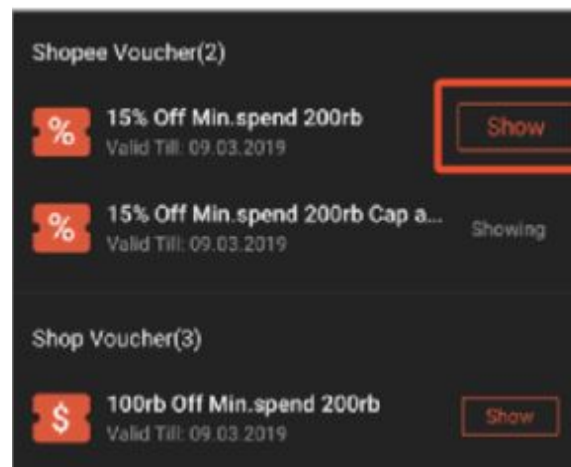 Shopee Voucher(2)
%
15% Off Min.spend 200rb
Valid Till: 09.03.2019
Show
%
15% Off Min.spend 200rb Cap a...
Valid Till: 09.03.2019
Showing
Shop Voucher(3)
$
100rb Off Min.spend 200rb
Valid Till: 09.03.2019
Show